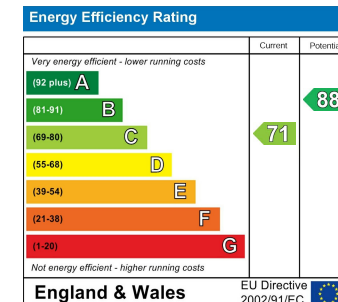 Energy Efficiency Rating
Current Potentia
Very energy efficient - lower running costs
(92 plus) A
(81-91) B
88
(69-80) C
71
(55-68) D
(39-54) E
(21-38) F
(1-20) G
Not energy efficient - higher running costs
England & Wales
EU Directive
2002/91/EC